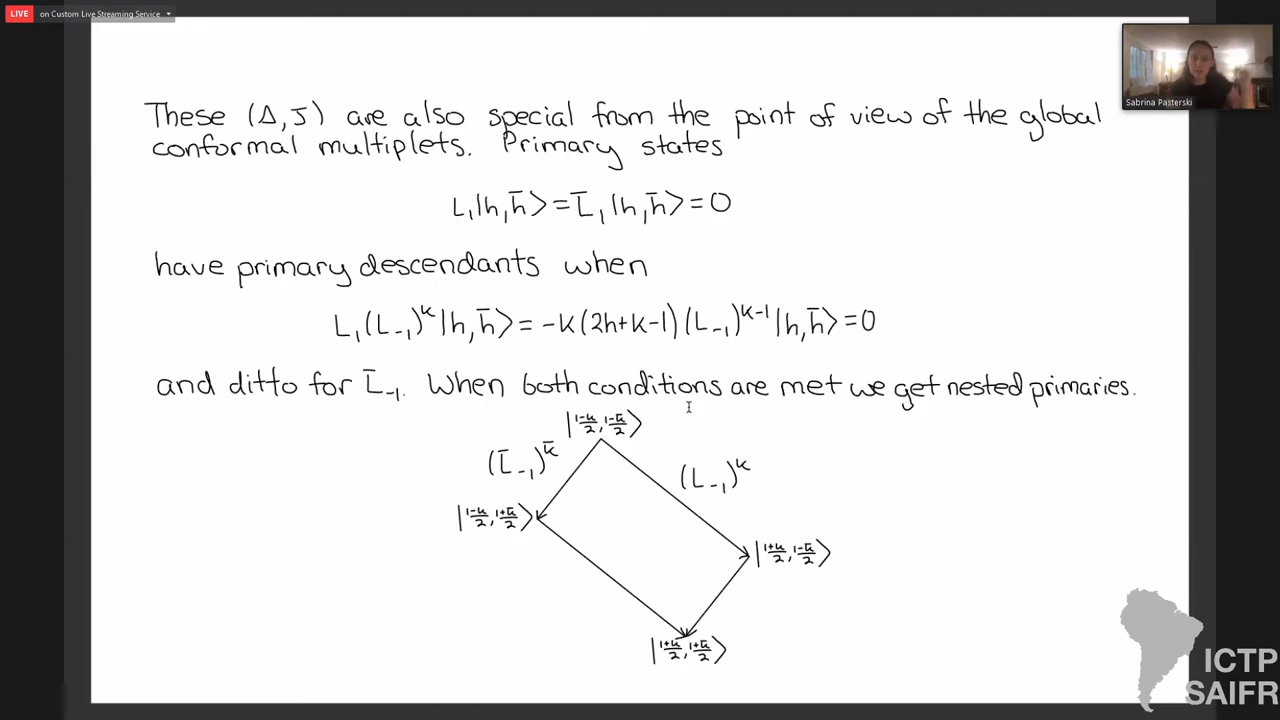 LIVE on Custom Live Streaming Service
Sabrina Pasterski
These (Δ, J) are also special from the point of view of the global
conformal multiplets. Primary states
L₁|h,h̄⟩ = L̄₁|h,h̄⟩ = 0
have primary descendants when
L₁(L₋₁)ᵏ|h,h̄⟩ = -k(2h+k-1)(L₋₁)ᵏ⁻¹|h,h̄⟩ = 0
and ditto for L̄₋₁. When both conditions are met we get nested primaries.
|1-k/2, 1-k̄/2⟩
(L̄₋₁)^k̄
(L₋₁)ᵏ
|1-k/2, 1+k̄/2⟩
|1+k/2, 1-k̄/2⟩
|1+k/2, 1+k̄/2⟩
ICTP
SAIFR